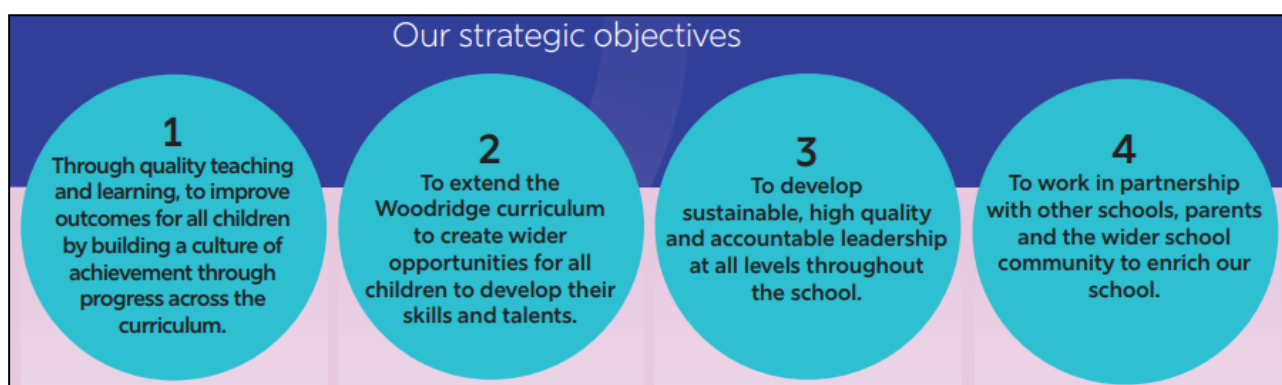 Our strategic objectives
1
Through quality teaching
and learning, to improve
outcomes for all children
by building a culture of
achievement through
progress across the
curriculum.
2
To extend the
Woodridge curriculum
to create wider
opportunities for all
children to develop their
skills and talents.
3
To develop
sustainable, high quality
and accountable leadership
at all levels throughout
the school.
4
To work in partnership
with other schools, parents
and the wider school
community to enrich our
school.